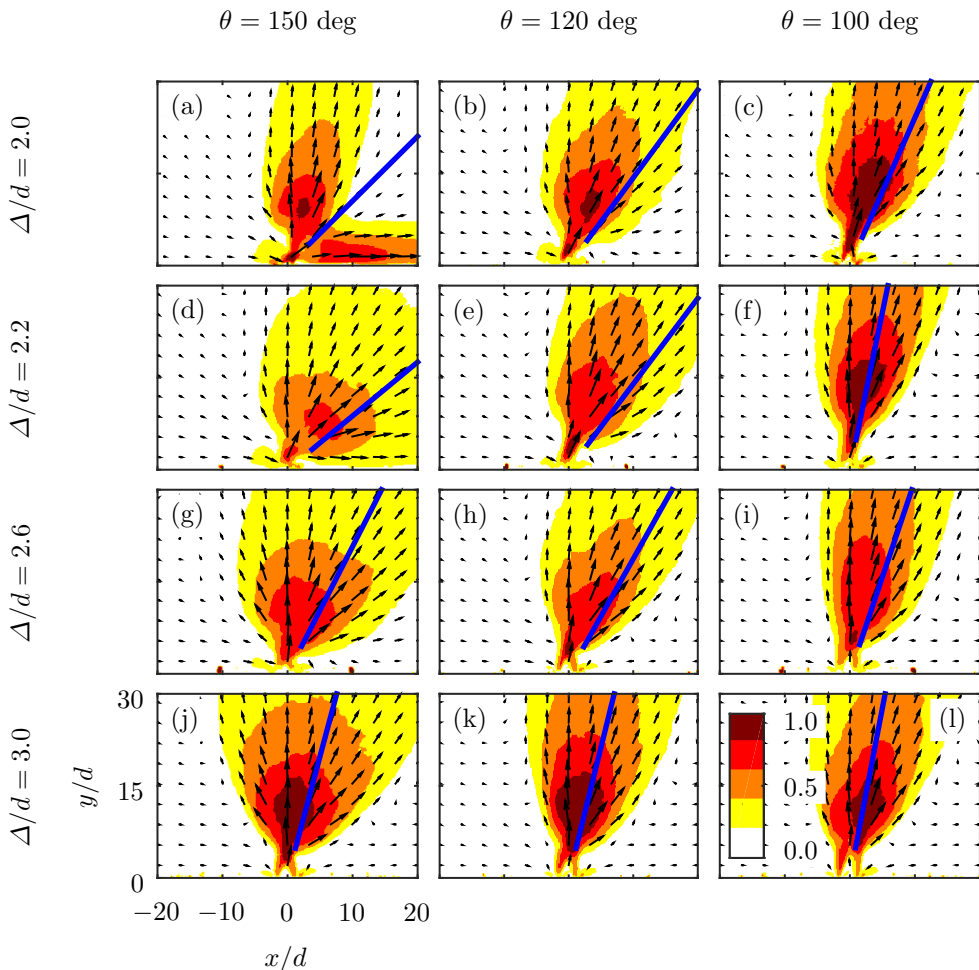 θ = 150 deg θ = 120 deg θ = 100 deg
Δ/d = 2.0
(a) (b) (c)
Δ/d = 2.2
(d) (e) (f)
Δ/d = 2.6
(g) (h) (i)
Δ/d = 3.0
(j) (k) (l)
1.0
0.5
0.0
y/d
30
15
0
−20 −10 0 10 20
x/d